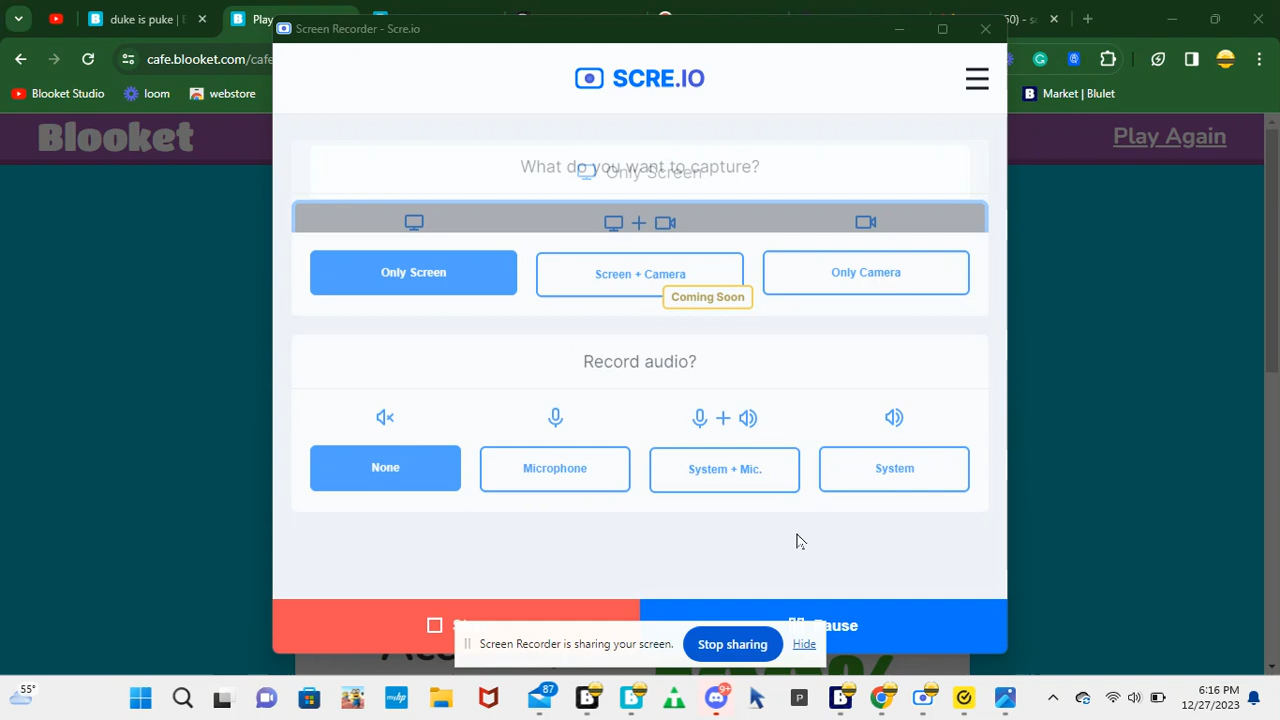 duke is puke !
Play
50) - sc
Screen Recorder - Scre.io
cafe.blooket.com/cafe
Blooket Studio
loom
webstore
Market | Blulet
SCRE.IO
Blooket
Play Again
What do you want to capture?
Only Screen
Only Screen
Screen + Camera
Only Camera
Coming Soon
Record audio?
None
Microphone
System + Mic.
System
Pause
Screen Recorder is sharing your screen.
Stop sharing
Hide
55°
87
9+
6:16 PM
12/27/2023